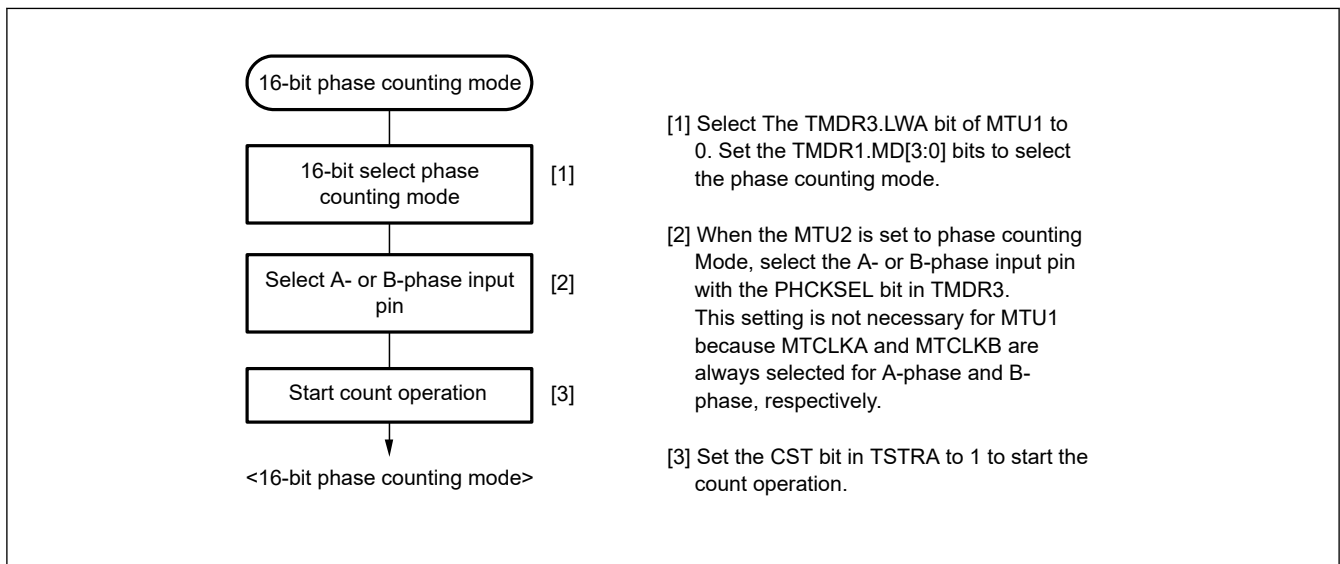 16-bit phase counting mode
16-bit select phase
counting mode
[1]
Select A- or B-phase input
pin
[2]
Start count operation
[3]
<16-bit phase counting mode>
[1] Select The TMDR3.LWA bit of MTU1 to
0. Set the TMDR1.MD[3:0] bits to select
the phase counting mode.
[2] When the MTU2 is set to phase counting
Mode, select the A- or B-phase input pin
with the PHCKSEL bit in TMDR3.
This setting is not necessary for MTU1
because MTCLKA and MTCLKB are
always selected for A-phase and B-
phase, respectively.
[3] Set the CST bit in TSTRA to 1 to start the
count operation.